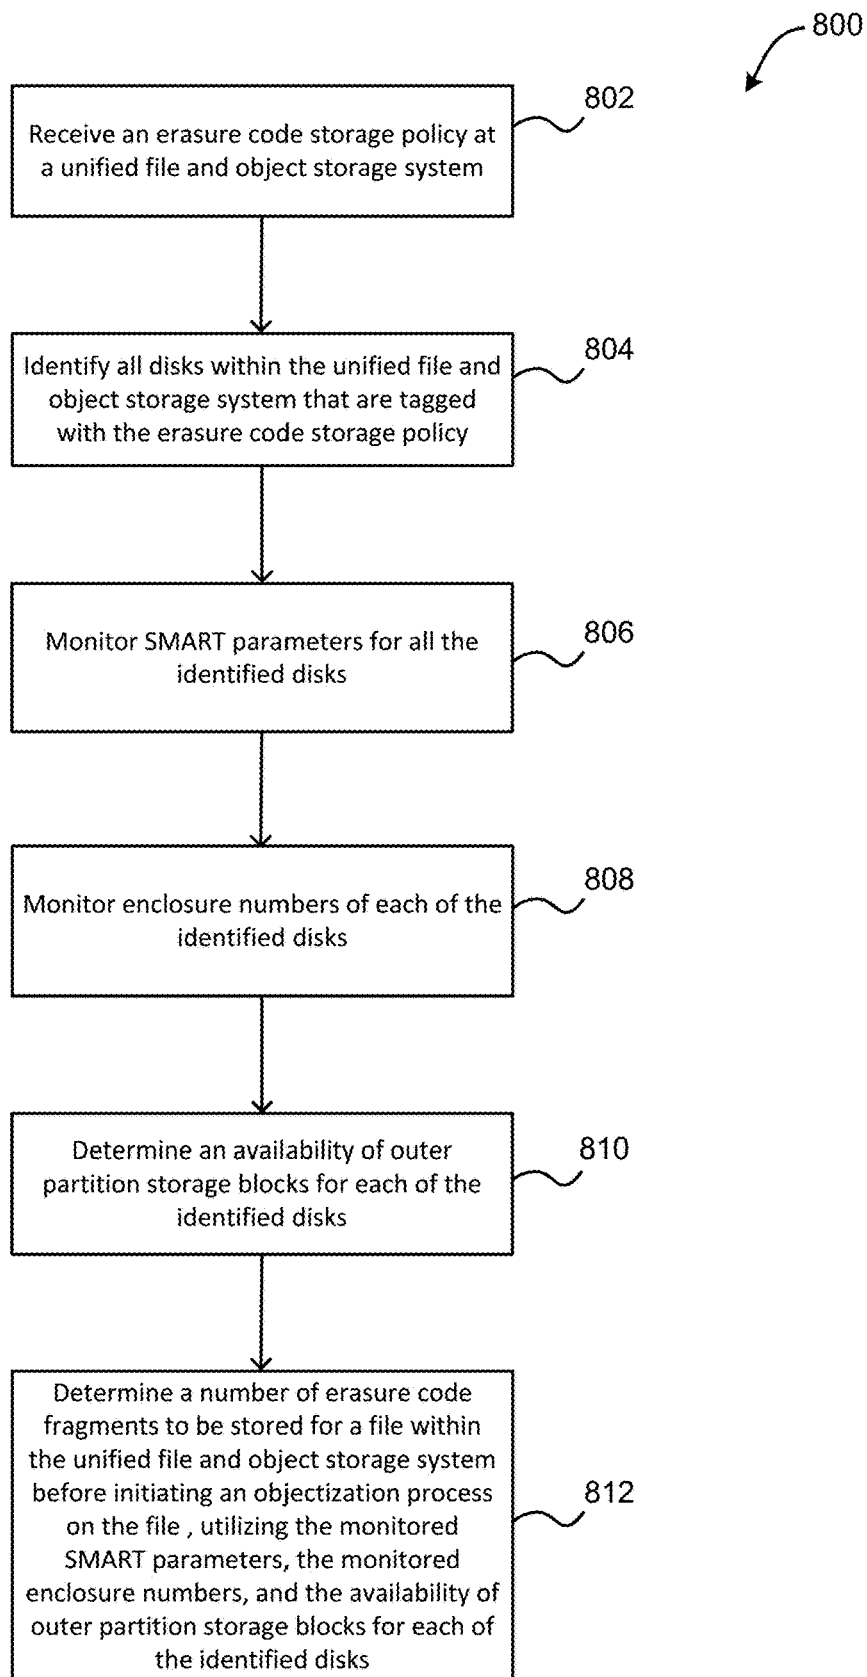 800
Receive an erasure code storage policy at
a unified file and object storage system
802
Identify all disks within the unified file and
object storage system that are tagged
with the erasure code storage policy
804
Monitor SMART parameters for all the
identified disks
806
Monitor enclosure numbers of each of the
identified disks
808
Determine an availability of outer
partition storage blocks for each of the
identified disks
810
Determine a number of erasure code
fragments to be stored for a file within
the unified file and object storage system
before initiating an objectization process
on the file , utilizing the monitored
SMART parameters, the monitored
enclosure numbers, and the availability of
outer partition storage blocks for each of
the identified disks
812